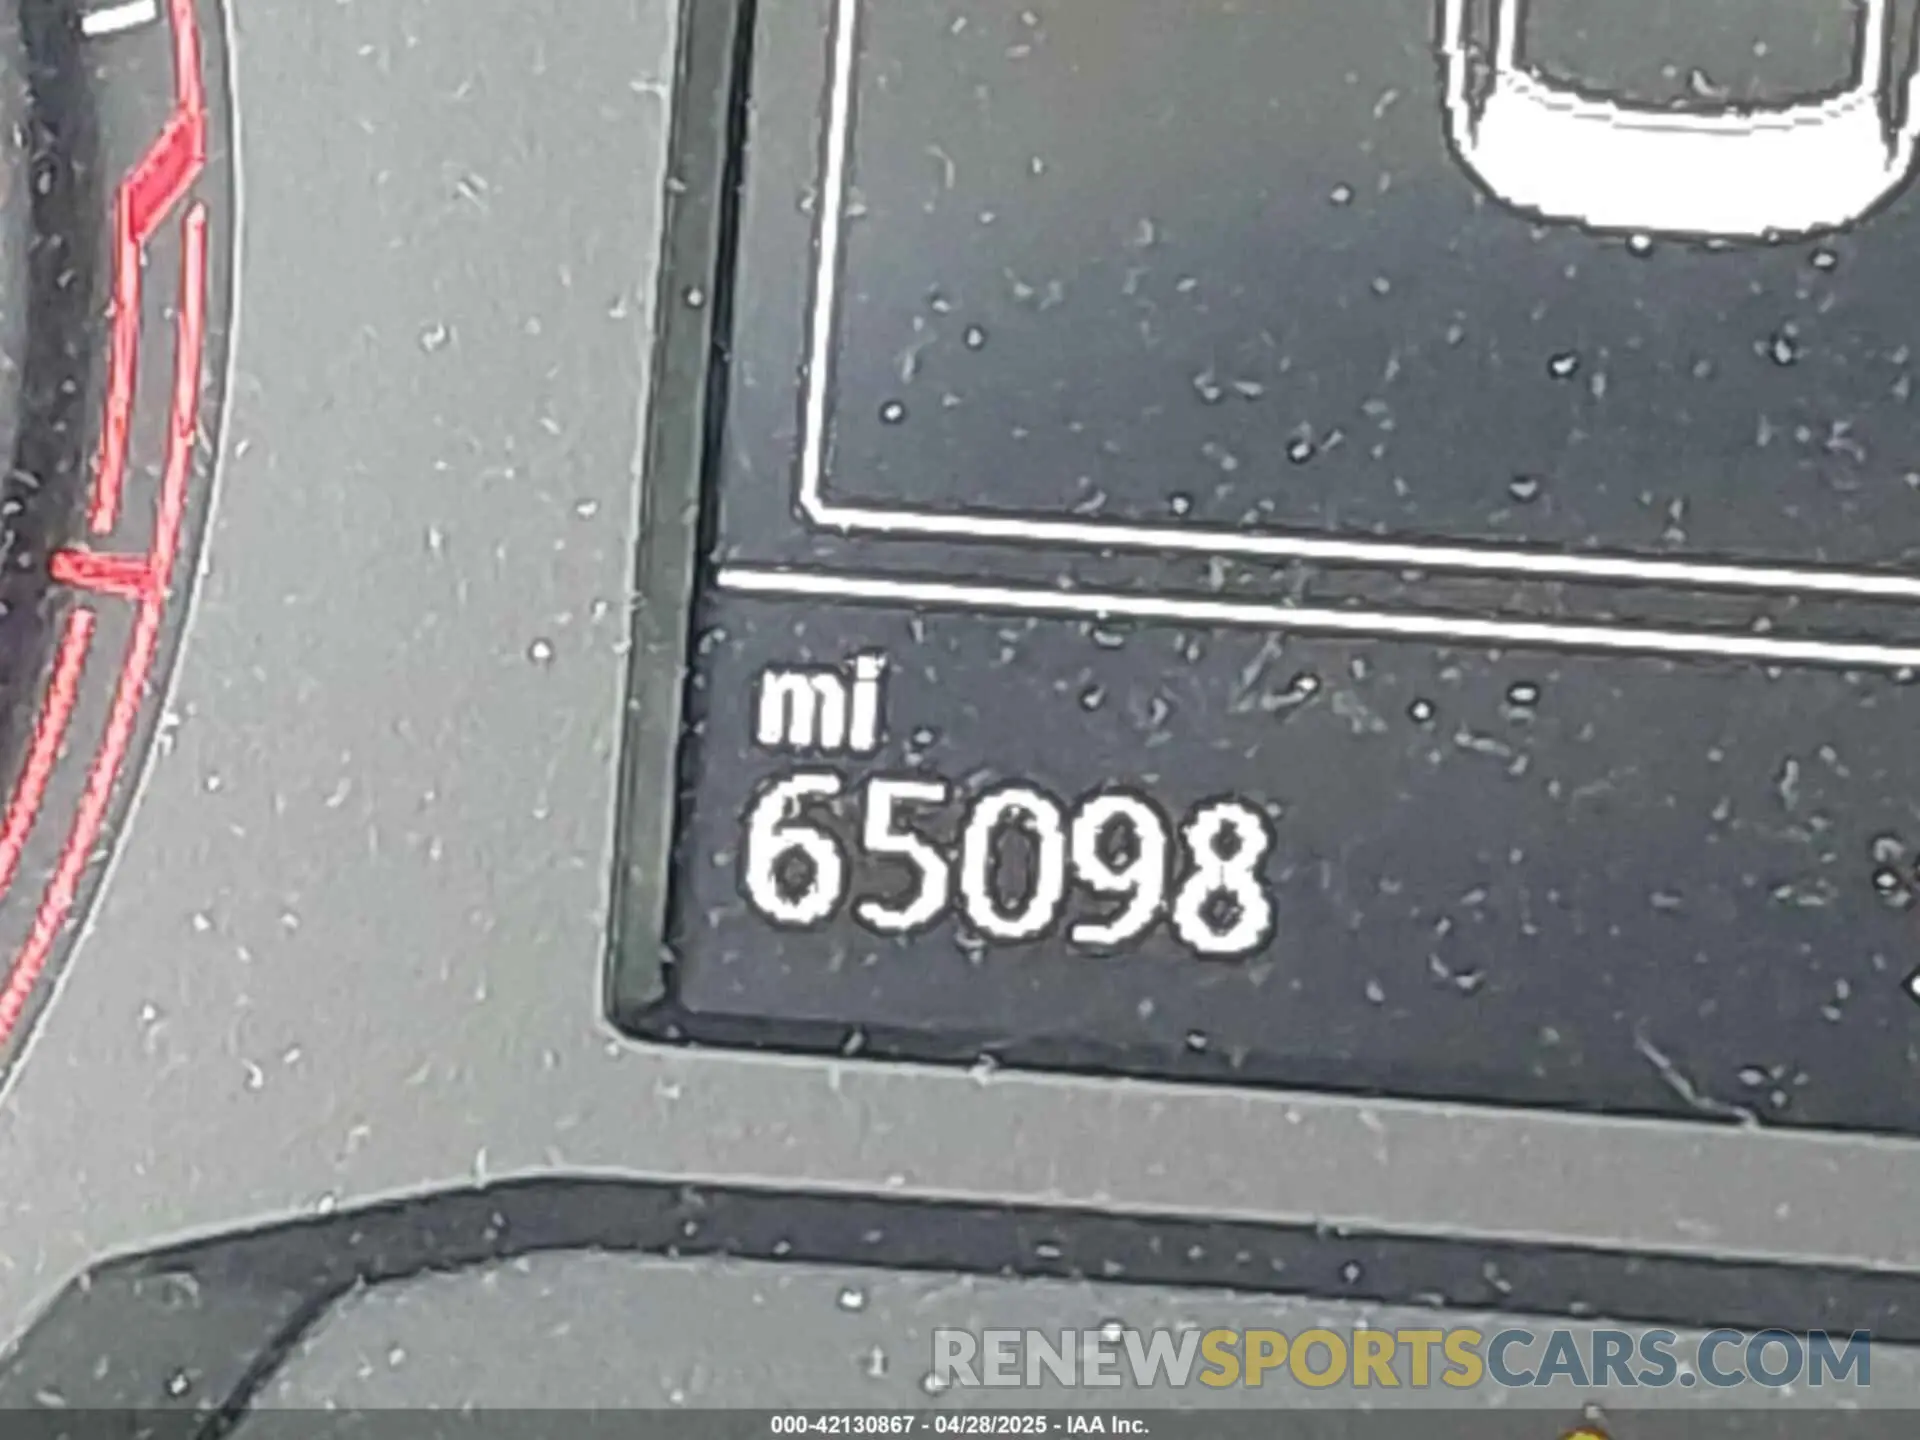 mi
65098
RENEWSPORTSCARS.COM
000-42130867 - 04/28/2025 - IAA Inc.